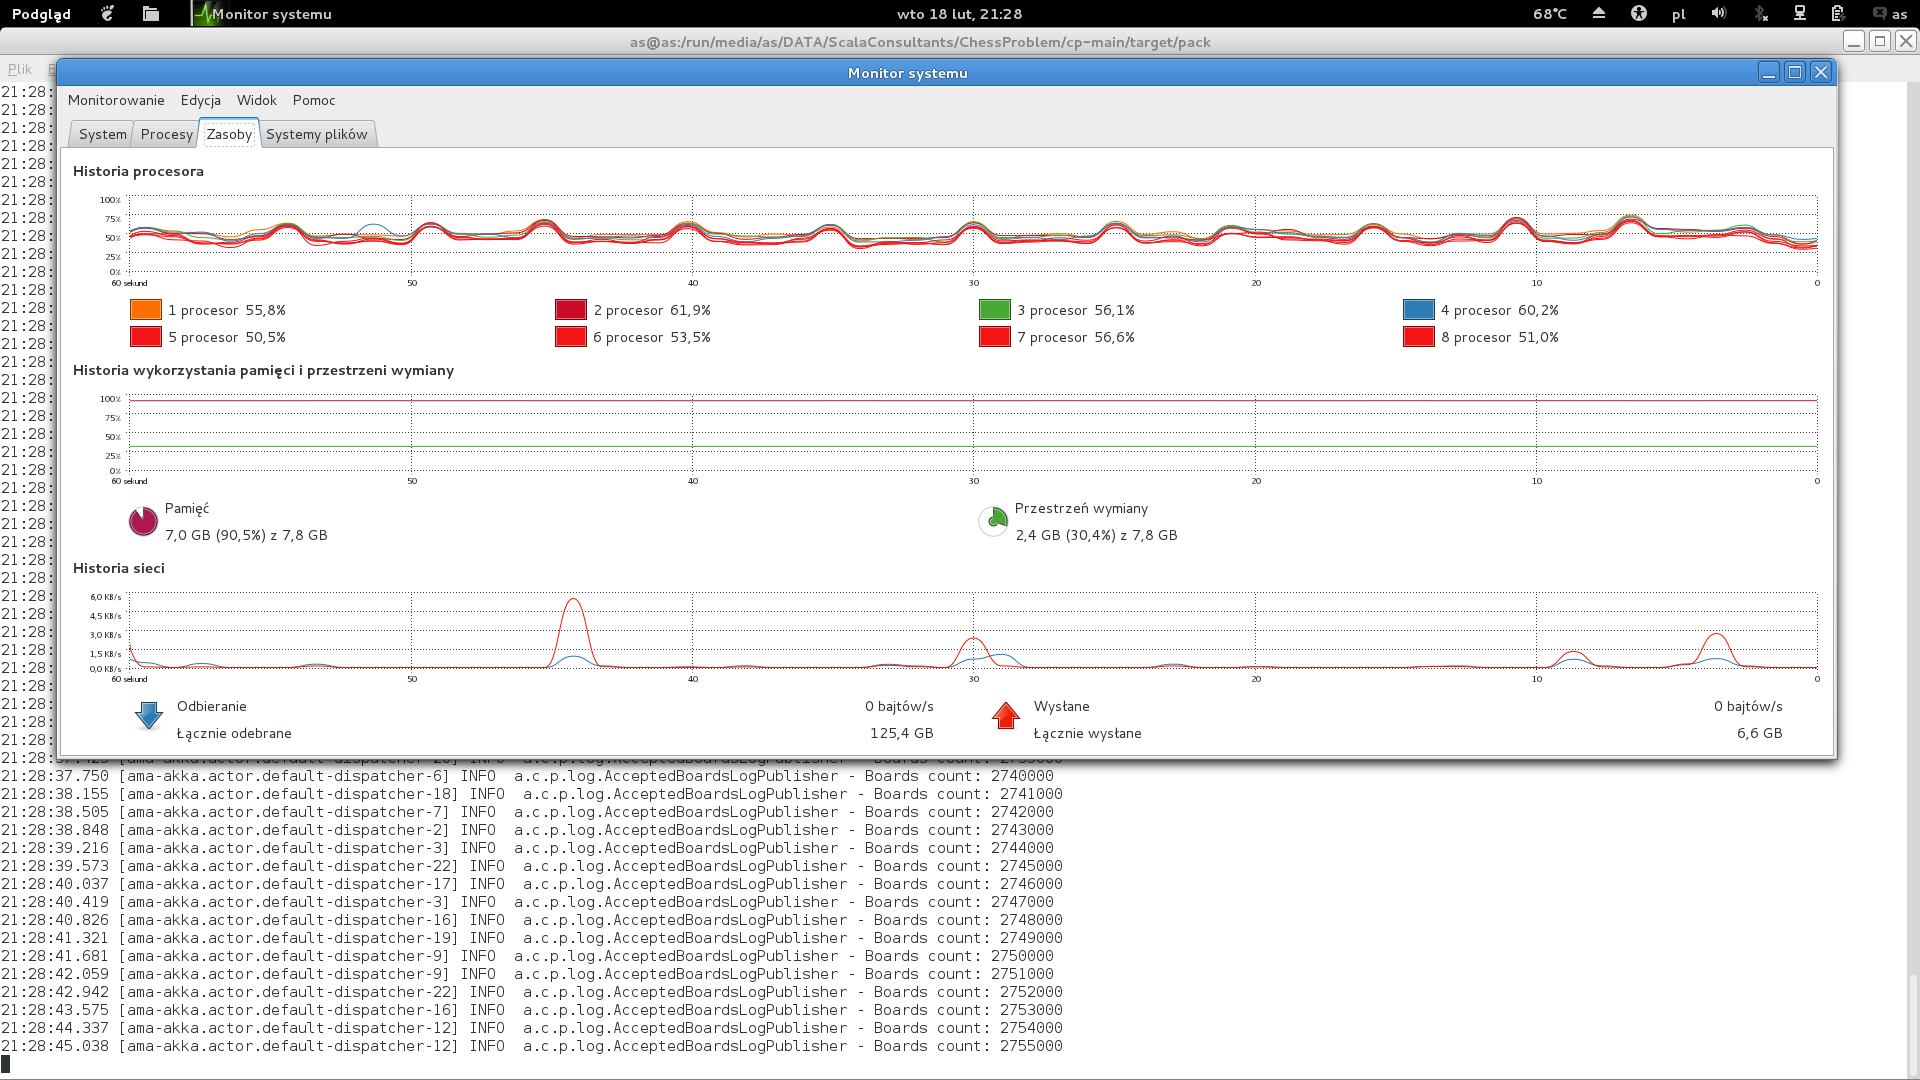 Podgląd
Monitor systemu
wto 18 lut, 21:28
68°C
pl
as
as@as:/run/media/as/DATA/ScalaConsultants/ChessProblem/cp-main/target/pack
Plik
Monitor systemu
Monitorowanie Edycja Widok Pomoc
System Procesy Zasoby Systemy plików
Historia procesora
100%
75%
50%
25%
0%
60 sekund 50 40 30 20 10 0
1 procesor 55,8% 2 procesor 61,9% 3 procesor 56,1% 4 procesor 60,2%
5 procesor 50,5% 6 procesor 53,5% 7 procesor 56,6% 8 procesor 51,0%
Historia wykorzystania pamięci i przestrzeni wymiany
100%
75%
50%
25%
0%
60 sekund 50 40 30 20 10 0
Pamięć
7,0 GB (90,5%) z 7,8 GB
Przestrzeń wymiany
2,4 GB (30,4%) z 7,8 GB
Historia sieci
6,0 KB/s
4,5 KB/s
3,0 KB/s
1,5 KB/s
0,0 KB/s
60 sekund 50 40 30 20 10 0
Odbieranie 0 bajtów/s
Łącznie odebrane 125,4 GB
Wysłane 0 bajtów/s
Łącznie wysłane 6,6 GB
21:28:37.750 [ama-akka.actor.default-dispatcher-6] INFO  a.c.p.log.AcceptedBoardsLogPublisher - Boards count: 2740000
21:28:38.155 [ama-akka.actor.default-dispatcher-18] INFO  a.c.p.log.AcceptedBoardsLogPublisher - Boards count: 2741000
21:28:38.505 [ama-akka.actor.default-dispatcher-7] INFO  a.c.p.log.AcceptedBoardsLogPublisher - Boards count: 2742000
21:28:38.848 [ama-akka.actor.default-dispatcher-2] INFO  a.c.p.log.AcceptedBoardsLogPublisher - Boards count: 2743000
21:28:39.216 [ama-akka.actor.default-dispatcher-3] INFO  a.c.p.log.AcceptedBoardsLogPublisher - Boards count: 2744000
21:28:39.573 [ama-akka.actor.default-dispatcher-22] INFO  a.c.p.log.AcceptedBoardsLogPublisher - Boards count: 2745000
21:28:40.037 [ama-akka.actor.default-dispatcher-17] INFO  a.c.p.log.AcceptedBoardsLogPublisher - Boards count: 2746000
21:28:40.419 [ama-akka.actor.default-dispatcher-3] INFO  a.c.p.log.AcceptedBoardsLogPublisher - Boards count: 2747000
21:28:40.826 [ama-akka.actor.default-dispatcher-16] INFO  a.c.p.log.AcceptedBoardsLogPublisher - Boards count: 2748000
21:28:41.321 [ama-akka.actor.default-dispatcher-19] INFO  a.c.p.log.AcceptedBoardsLogPublisher - Boards count: 2749000
21:28:41.681 [ama-akka.actor.default-dispatcher-9] INFO  a.c.p.log.AcceptedBoardsLogPublisher - Boards count: 2750000
21:28:42.059 [ama-akka.actor.default-dispatcher-9] INFO  a.c.p.log.AcceptedBoardsLogPublisher - Boards count: 2751000
21:28:42.942 [ama-akka.actor.default-dispatcher-22] INFO  a.c.p.log.AcceptedBoardsLogPublisher - Boards count: 2752000
21:28:43.575 [ama-akka.actor.default-dispatcher-16] INFO  a.c.p.log.AcceptedBoardsLogPublisher - Boards count: 2753000
21:28:44.337 [ama-akka.actor.default-dispatcher-12] INFO  a.c.p.log.AcceptedBoardsLogPublisher - Boards count: 2754000
21:28:45.038 [ama-akka.actor.default-dispatcher-12] INFO  a.c.p.log.AcceptedBoardsLogPublisher - Boards count: 2755000